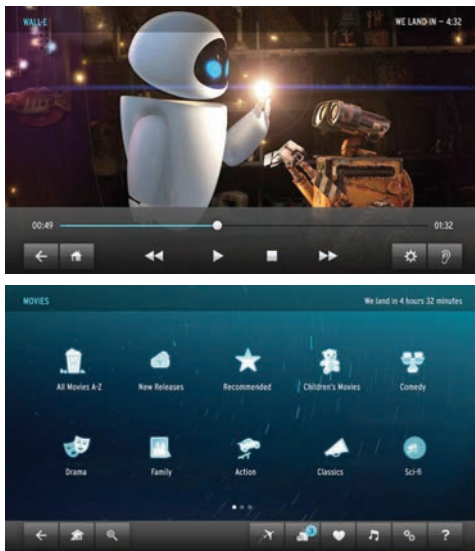 WALL-E WE LAND IN – 4:32
00:49 01:32
MOVIES We land in 4 hours 32 minutes
All Movies A-Z New Releases Recommended Children's Movies Comedy
Drama Family Action Classics Sci-fi
3 ?